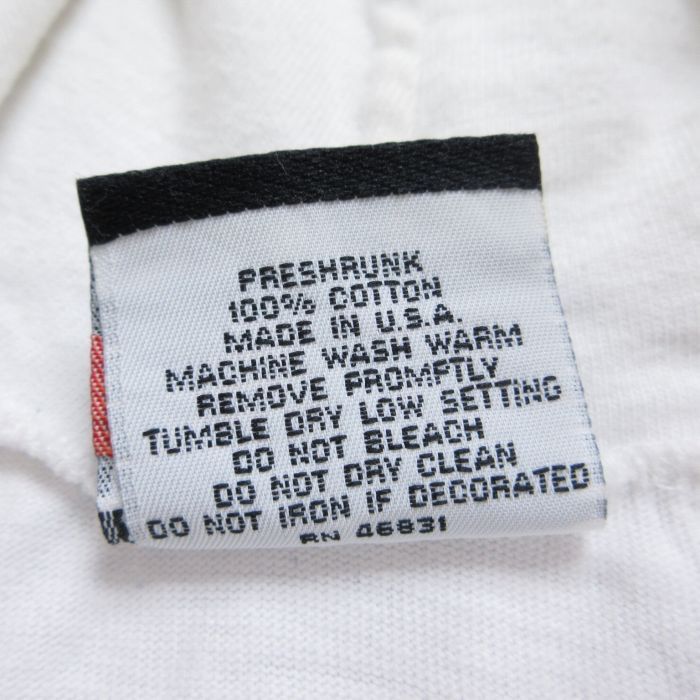 PRESHRUNK
100% COTTON
MADE IN U.S.A.
MACHINE WASH WARM
REMOVE PROMPTLY
TUMBLE DRY LOW SETTING
DO NOT BLEACH
DO NOT DRY CLEAN
DO NOT IRON IF DECORATED
RN 46831